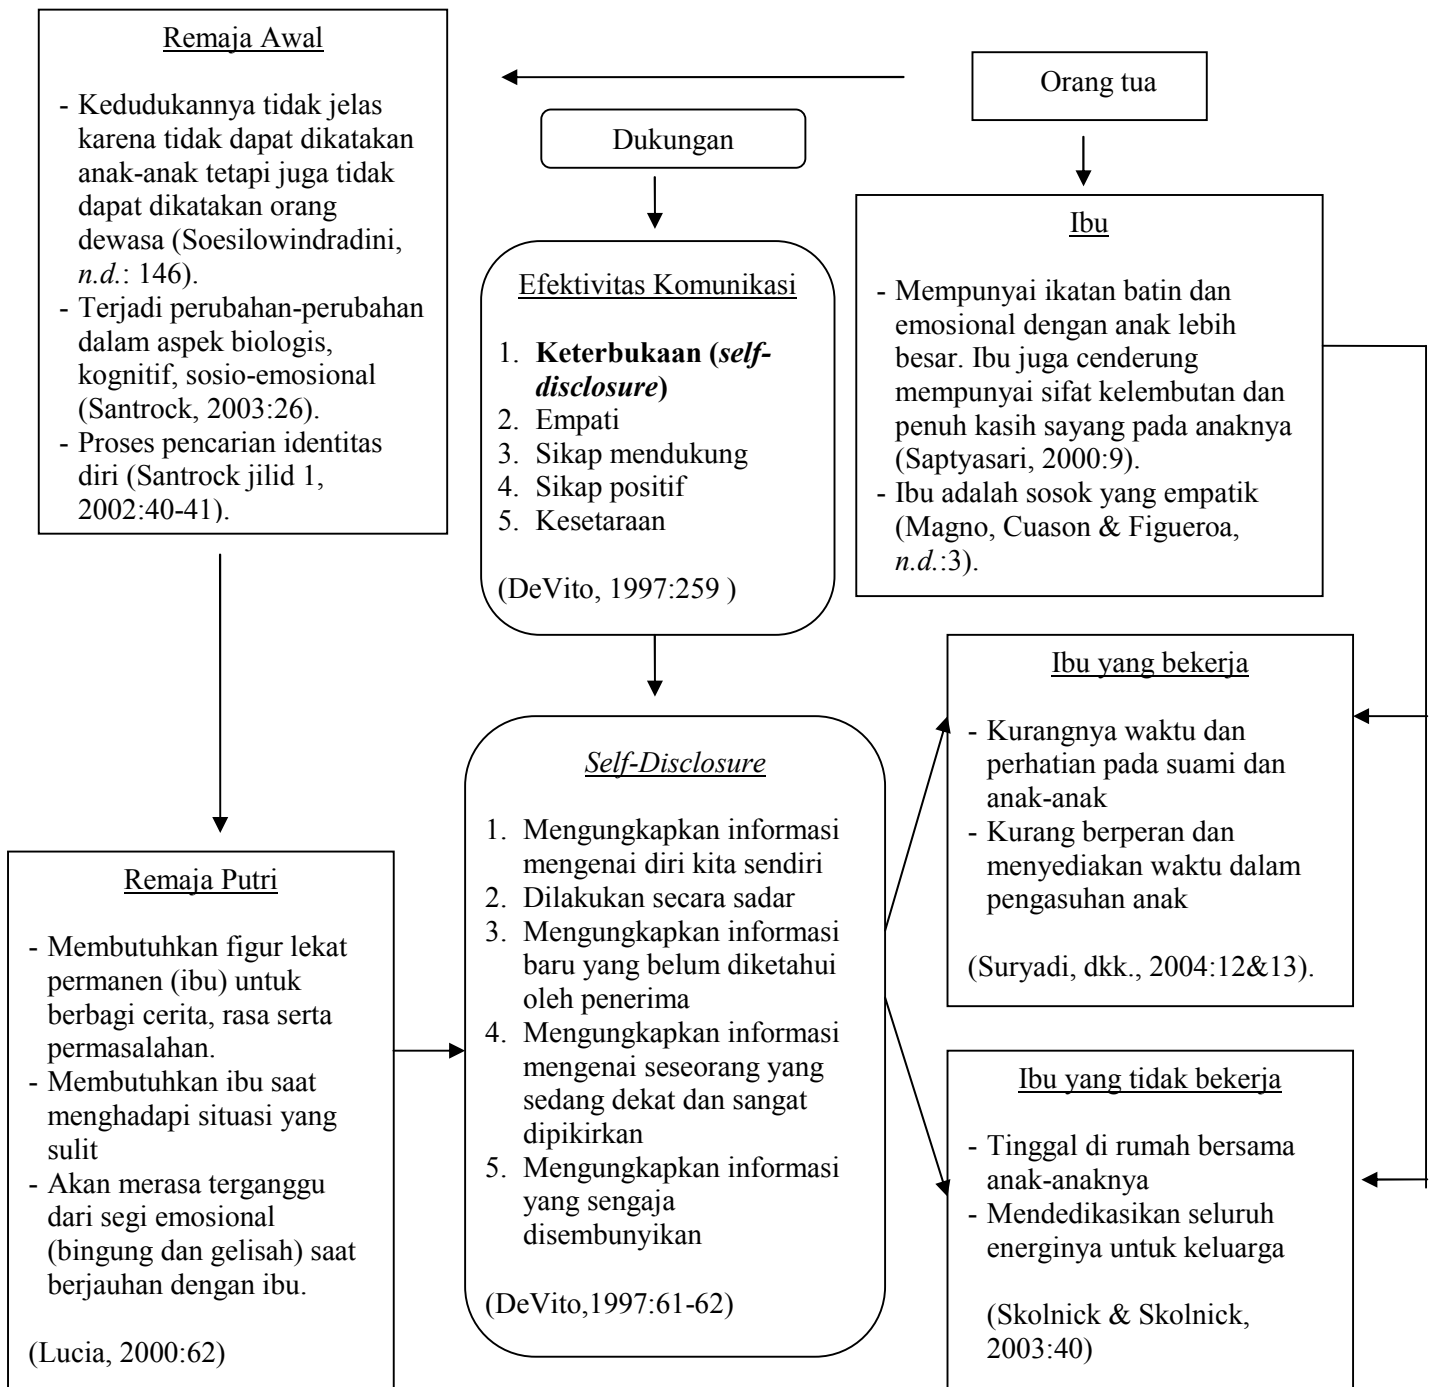 Remaja Awal
- Kedudukannya tidak jelas
karena tidak dapat dikatakan
anak-anak tetapi juga tidak
dapat dikatakan orang
dewasa (Soesilowindradini,
n.d.: 146).
- Terjadi perubahan-perubahan
dalam aspek biologis,
kognitif, sosio-emosional
(Santrock, 2003:26).
- Proses pencarian identitas
diri (Santrock jilid 1,
2002:40-41).
Orang tua
Dukungan
Efektivitas Komunikasi
1. Keterbukaan (self-
disclosure)
2. Empati
3. Sikap mendukung
4. Sikap positif
5. Kesetaraan
(DeVito, 1997:259 )
Ibu
- Mempunyai ikatan batin dan
emosional dengan anak lebih
besar. Ibu juga cenderung
mempunyai sifat kelembutan dan
penuh kasih sayang pada anaknya
(Saptyasari, 2000:9).
- Ibu adalah sosok yang empatik
(Magno, Cuason & Figueroa,
n.d.:3).
Remaja Putri
- Membutuhkan figur lekat
permanen (ibu) untuk
berbagi cerita, rasa serta
permasalahan.
- Membutuhkan ibu saat
menghadapi situasi yang
sulit
- Akan merasa terganggu
dari segi emosional
(bingung dan gelisah) saat
berjauhan dengan ibu.
(Lucia, 2000:62)
Self-Disclosure
1. Mengungkapkan informasi
mengenai diri kita sendiri
2. Dilakukan secara sadar
3. Mengungkapkan informasi
baru yang belum diketahui
oleh penerima
4. Mengungkapkan informasi
mengenai seseorang yang
sedang dekat dan sangat
dipikirkan
5. Mengungkapkan informasi
yang sengaja
disembunyikan
(DeVito,1997:61-62)
Ibu yang bekerja
- Kurangnya waktu dan
perhatian pada suami dan
anak-anak
- Kurang berperan dan
menyediakan waktu dalam
pengasuhan anak
(Suryadi, dkk., 2004:12&13).
Ibu yang tidak bekerja
- Tinggal di rumah bersama
anak-anaknya
- Mendedikasikan seluruh
energinya untuk keluarga
(Skolnick & Skolnick,
2003:40)